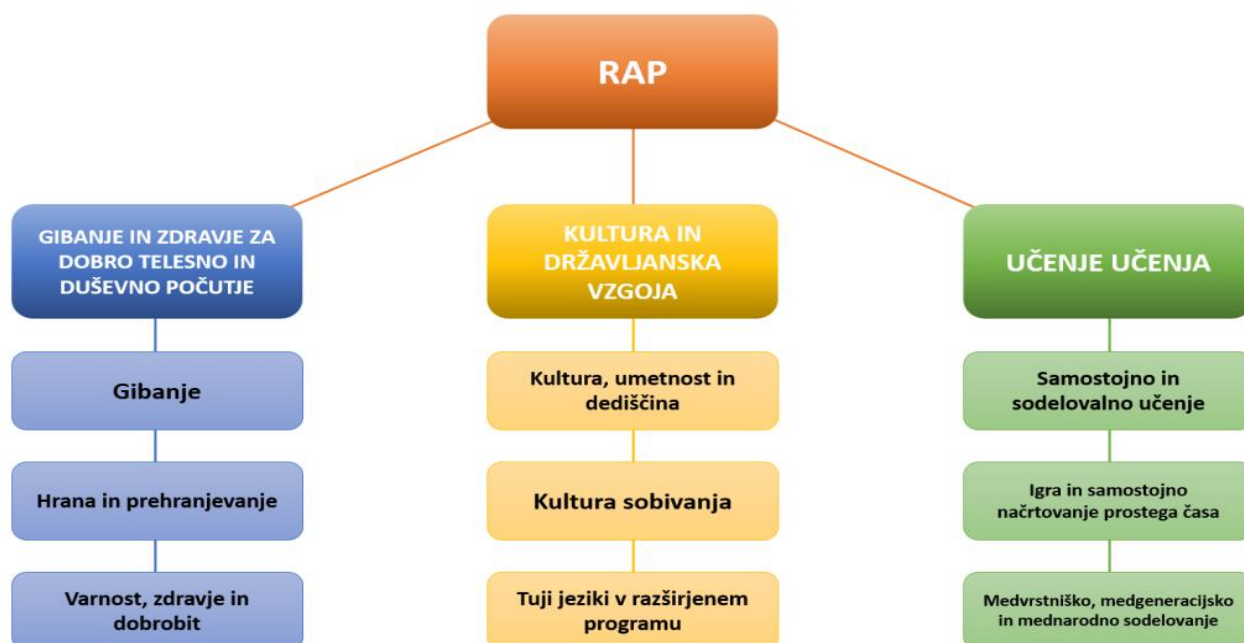 RAP
GIBANJE IN ZDRAVJE ZA
DOBRO TELESNO IN
DUŠEVNO POČUTJE
Gibanje
Hrana in prehranjevanje
Varnost, zdravje in
dobrobit
KULTURA IN
DRŽAVLJANSKA
VZGOJA
Kultura, umetnost in
dediščina
Kultura sobivanja
Tuji jeziki v razširjenem
programu
UČENJE UČENJA
Samostojno in
sodelovalno učenje
Igra in samostojno
načrtovanje prostega časa
Medvrstniško, medgeneracijsko
in mednarodno sodelovanje